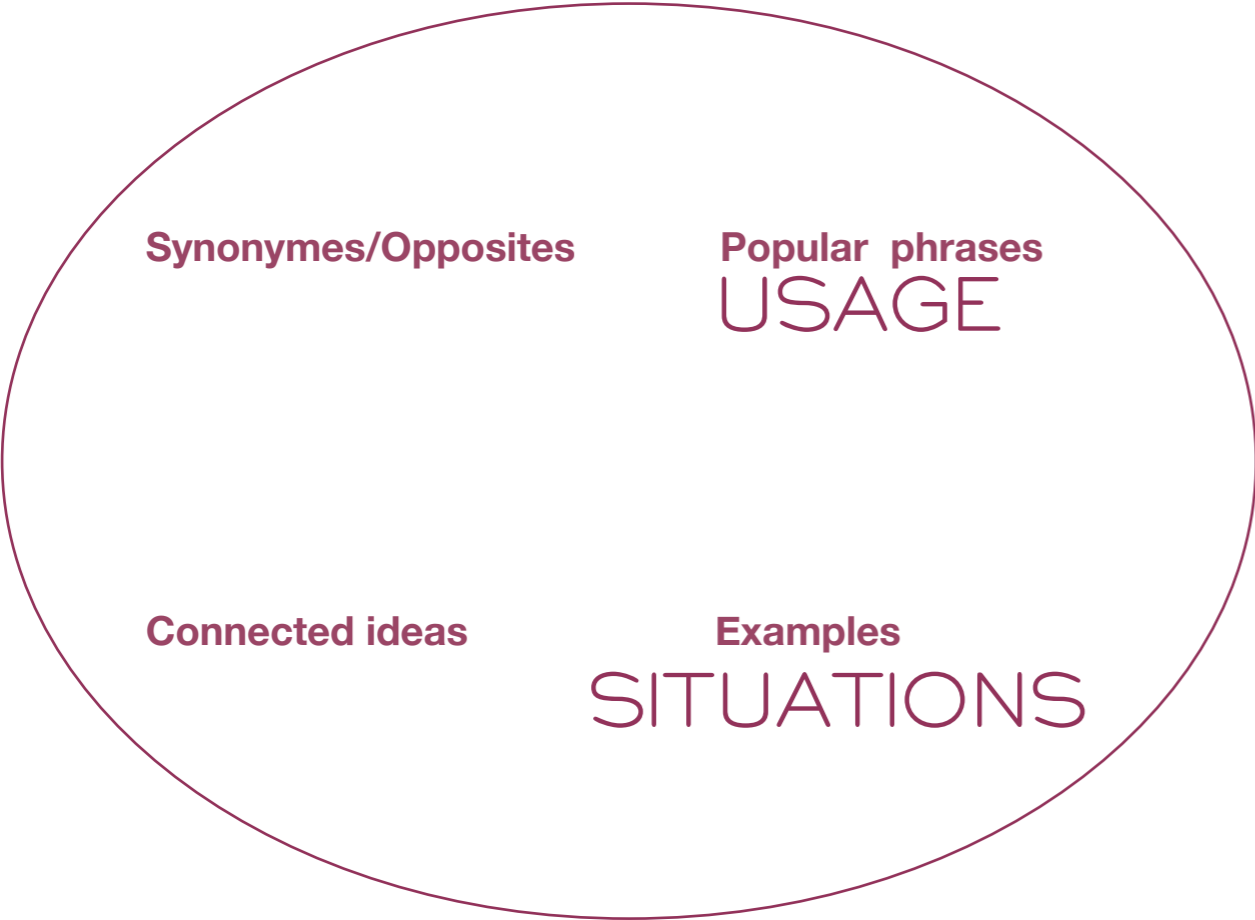 Synonymes/Opposites
Popular phrases
USAGE
Connected ideas
Examples
SITUATIONS